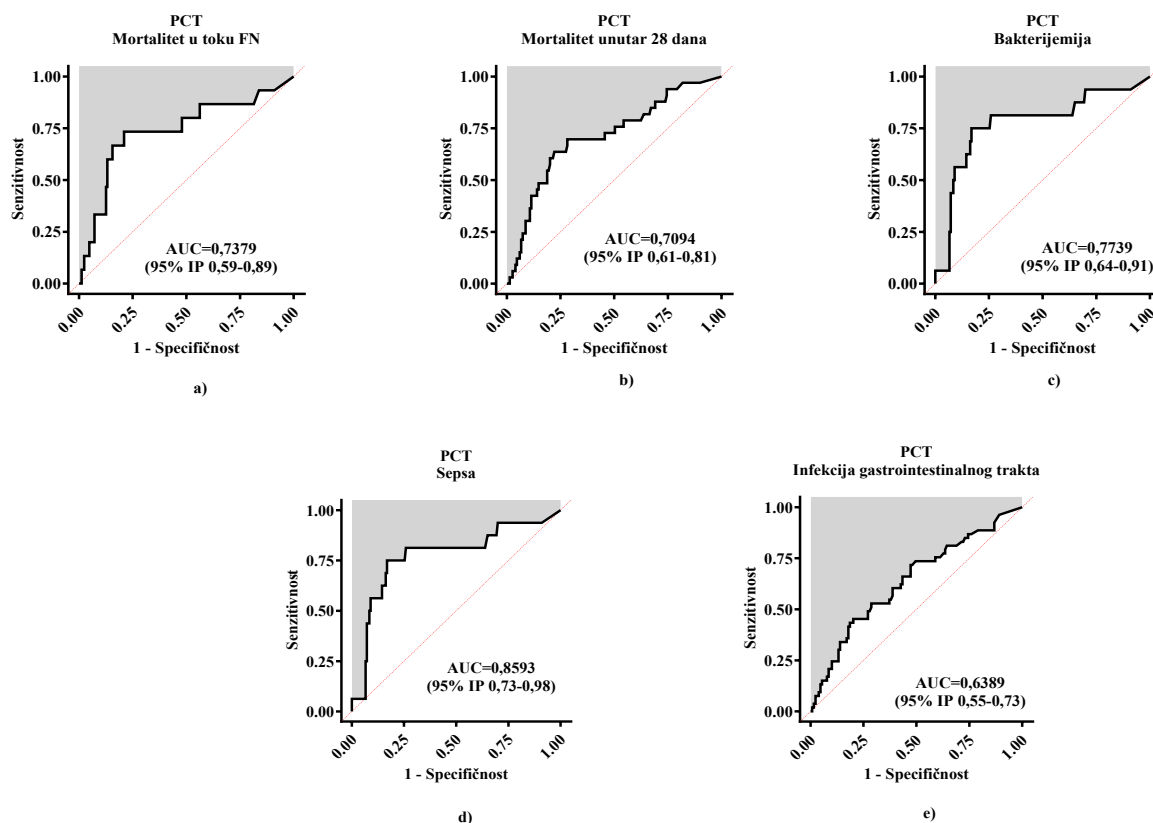 PCT
Mortalitet u toku FN
1.00
0.75
0.50
0.25
0.00
Senzitivnost
AUC=0,7379
(95% IP 0,59-0,89)
0.00
0.25
0.50
0.75
1.00
1 - Specifičnost
a)
PCT
Mortalitet unutar 28 dana
1.00
0.75
0.50
0.25
0.00
Senzitivnost
AUC=0,7094
(95% IP 0,61-0,81)
0.00
0.25
0.50
0.75
1.00
1 - Specifičnost
b)
PCT
Bakterijemija
1.00
0.75
0.50
0.25
0.00
Senzitivnost
AUC=0,7739
(95% IP 0,64-0,91)
0.00
0.25
0.50
0.75
1.00
1 - Specifičnost
c)
PCT
Sepsa
1.00
0.75
0.50
0.25
0.00
Senzitivnost
AUC=0,8593
(95% IP 0,73-0,98)
0.00
0.25
0.50
0.75
1.00
1 - Specifičnost
d)
PCT
Infekcija gastrointestinalnog trakta
1.00
0.75
0.50
0.25
0.00
Senzitivnost
AUC=0,6389
(95% IP 0,55-0,73)
0.00
0.25
0.50
0.75
1.00
1 - Specifičnost
e)